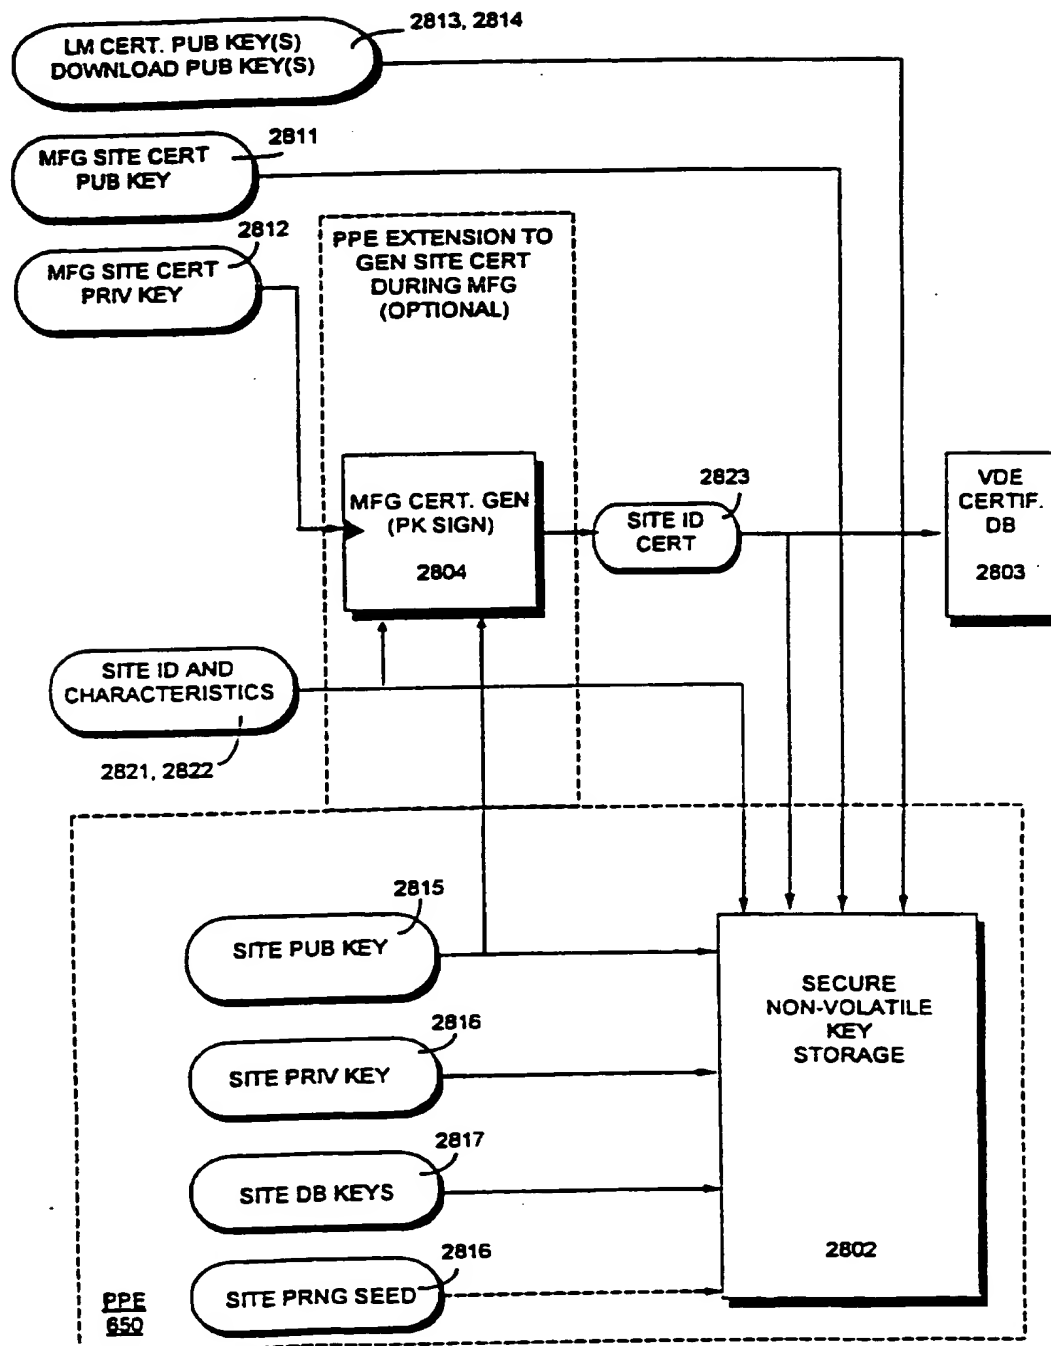 2813, 2814
LM CERT. PUB KEY(S)
DOWNLOAD PUB KEY(S)
2811
MFG SITE CERT
PUB KEY
2812
MFG SITE CERT
PRIV KEY
PPE EXTENSION TO
GEN SITE CERT
DURING MFG
(OPTIONAL)
MFG CERT. GEN
(PK SIGN)
2804
2823
SITE ID
CERT
VDE
CERTIF.
DB
2803
SITE ID AND
CHARACTERISTICS
2821, 2822
2815
SITE PUB KEY
2816
SITE PRIV KEY
2817
SITE DB KEYS
2816
SITE PRNG SEED
SECURE
NON-VOLATILE
KEY
STORAGE
2802
PPE
650